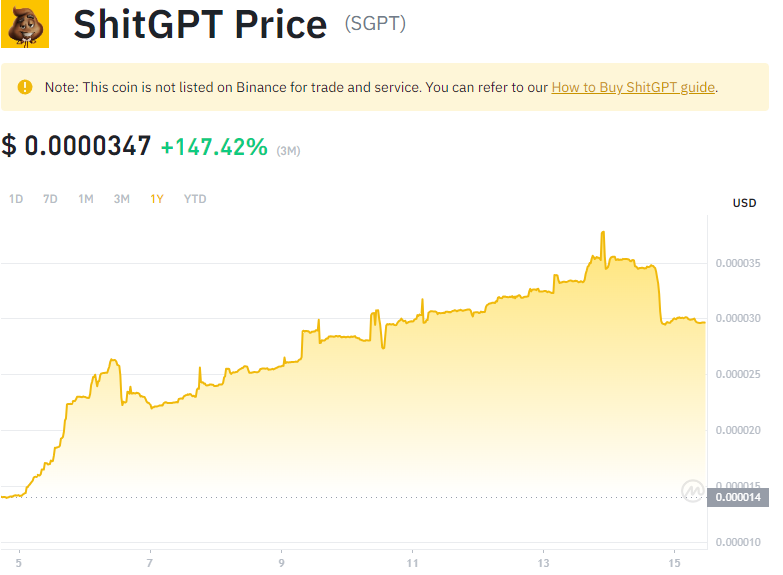 ShitGPT Price (SGPT)
Note: This coin is not listed on Binance for trade and service. You can refer to our How to Buy ShitGPT guide.
$ 0.0000347 +147.42% (3M)
1D 7D 1M 3M 1Y YTD
USD
0.000035
0.000030
0.000025
0.000020
0.000015
0.000014
0.000010
5 7 9 11 13 15